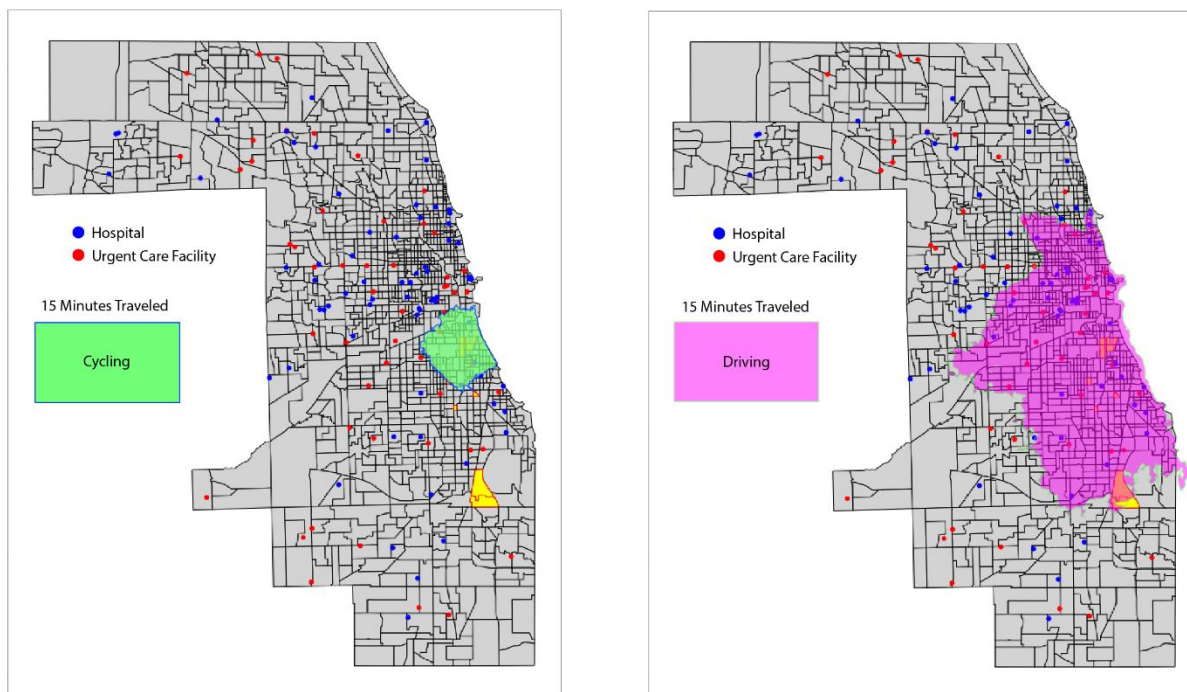 Hospital
Urgent Care Facility
15 Minutes Traveled
Cycling
Hospital
Urgent Care Facility
15 Minutes Traveled
Driving